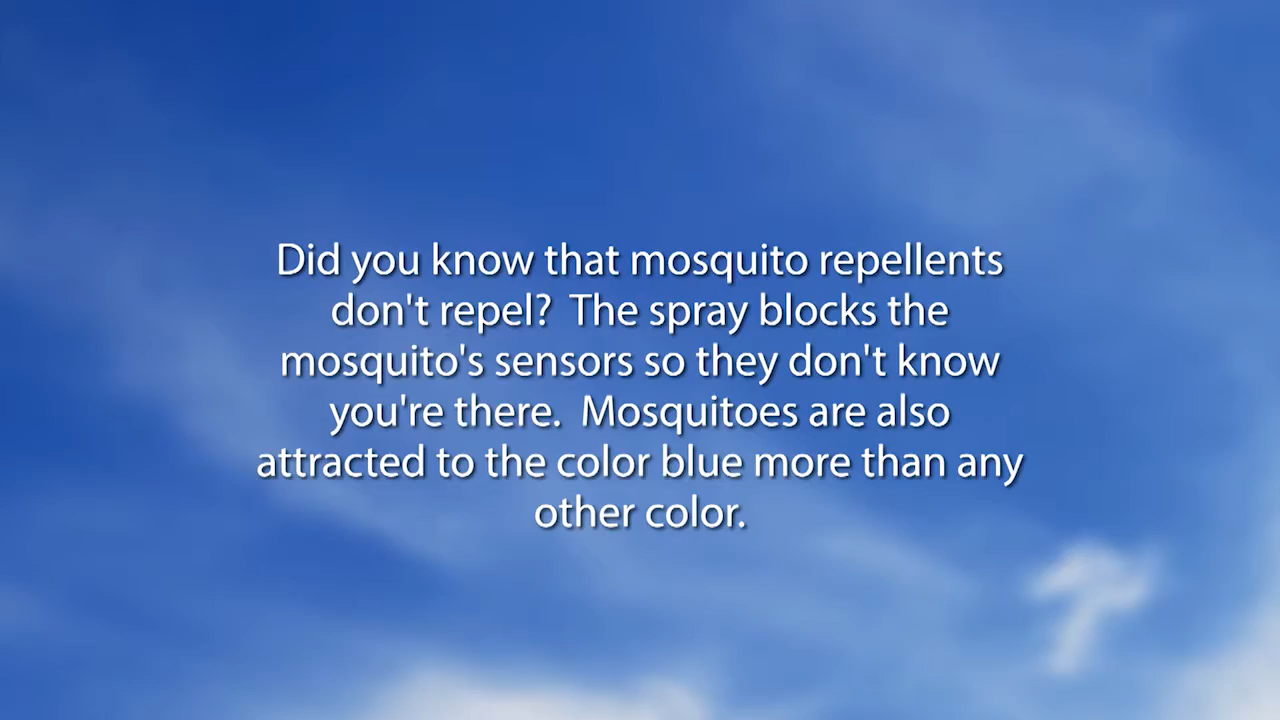 Did you know that mosquito repellents
don't repel?  The spray blocks the
mosquito's sensors so they don't know
you're there.  Mosquitoes are also
attracted to the color blue more than any
other color.